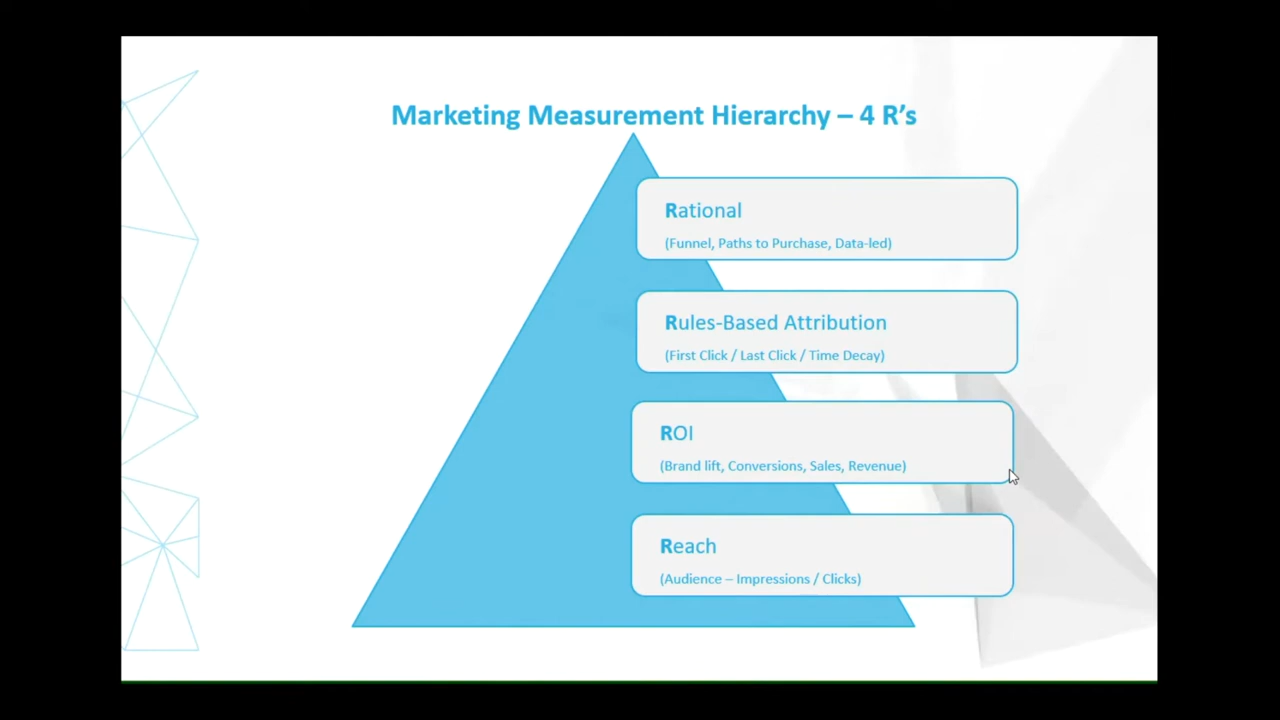 Marketing Measurement Hierarchy – 4 R’s
Rational
(Funnel, Paths to Purchase, Data-led)
Rules-Based Attribution
(First Click / Last Click / Time Decay)
ROI
(Brand lift, Conversions, Sales, Revenue)
Reach
(Audience – Impressions / Clicks)